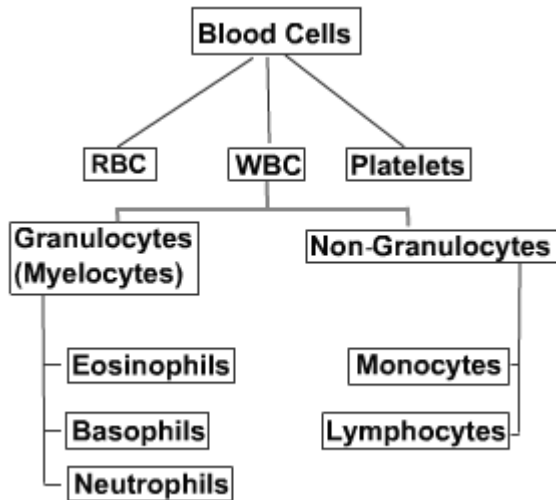 Blood Cells
RBC
WBC
Platelets
Granulocytes
(Myelocytes)
Non-Granulocytes
Eosinophils
Monocytes
Basophils
Lymphocytes
Neutrophils